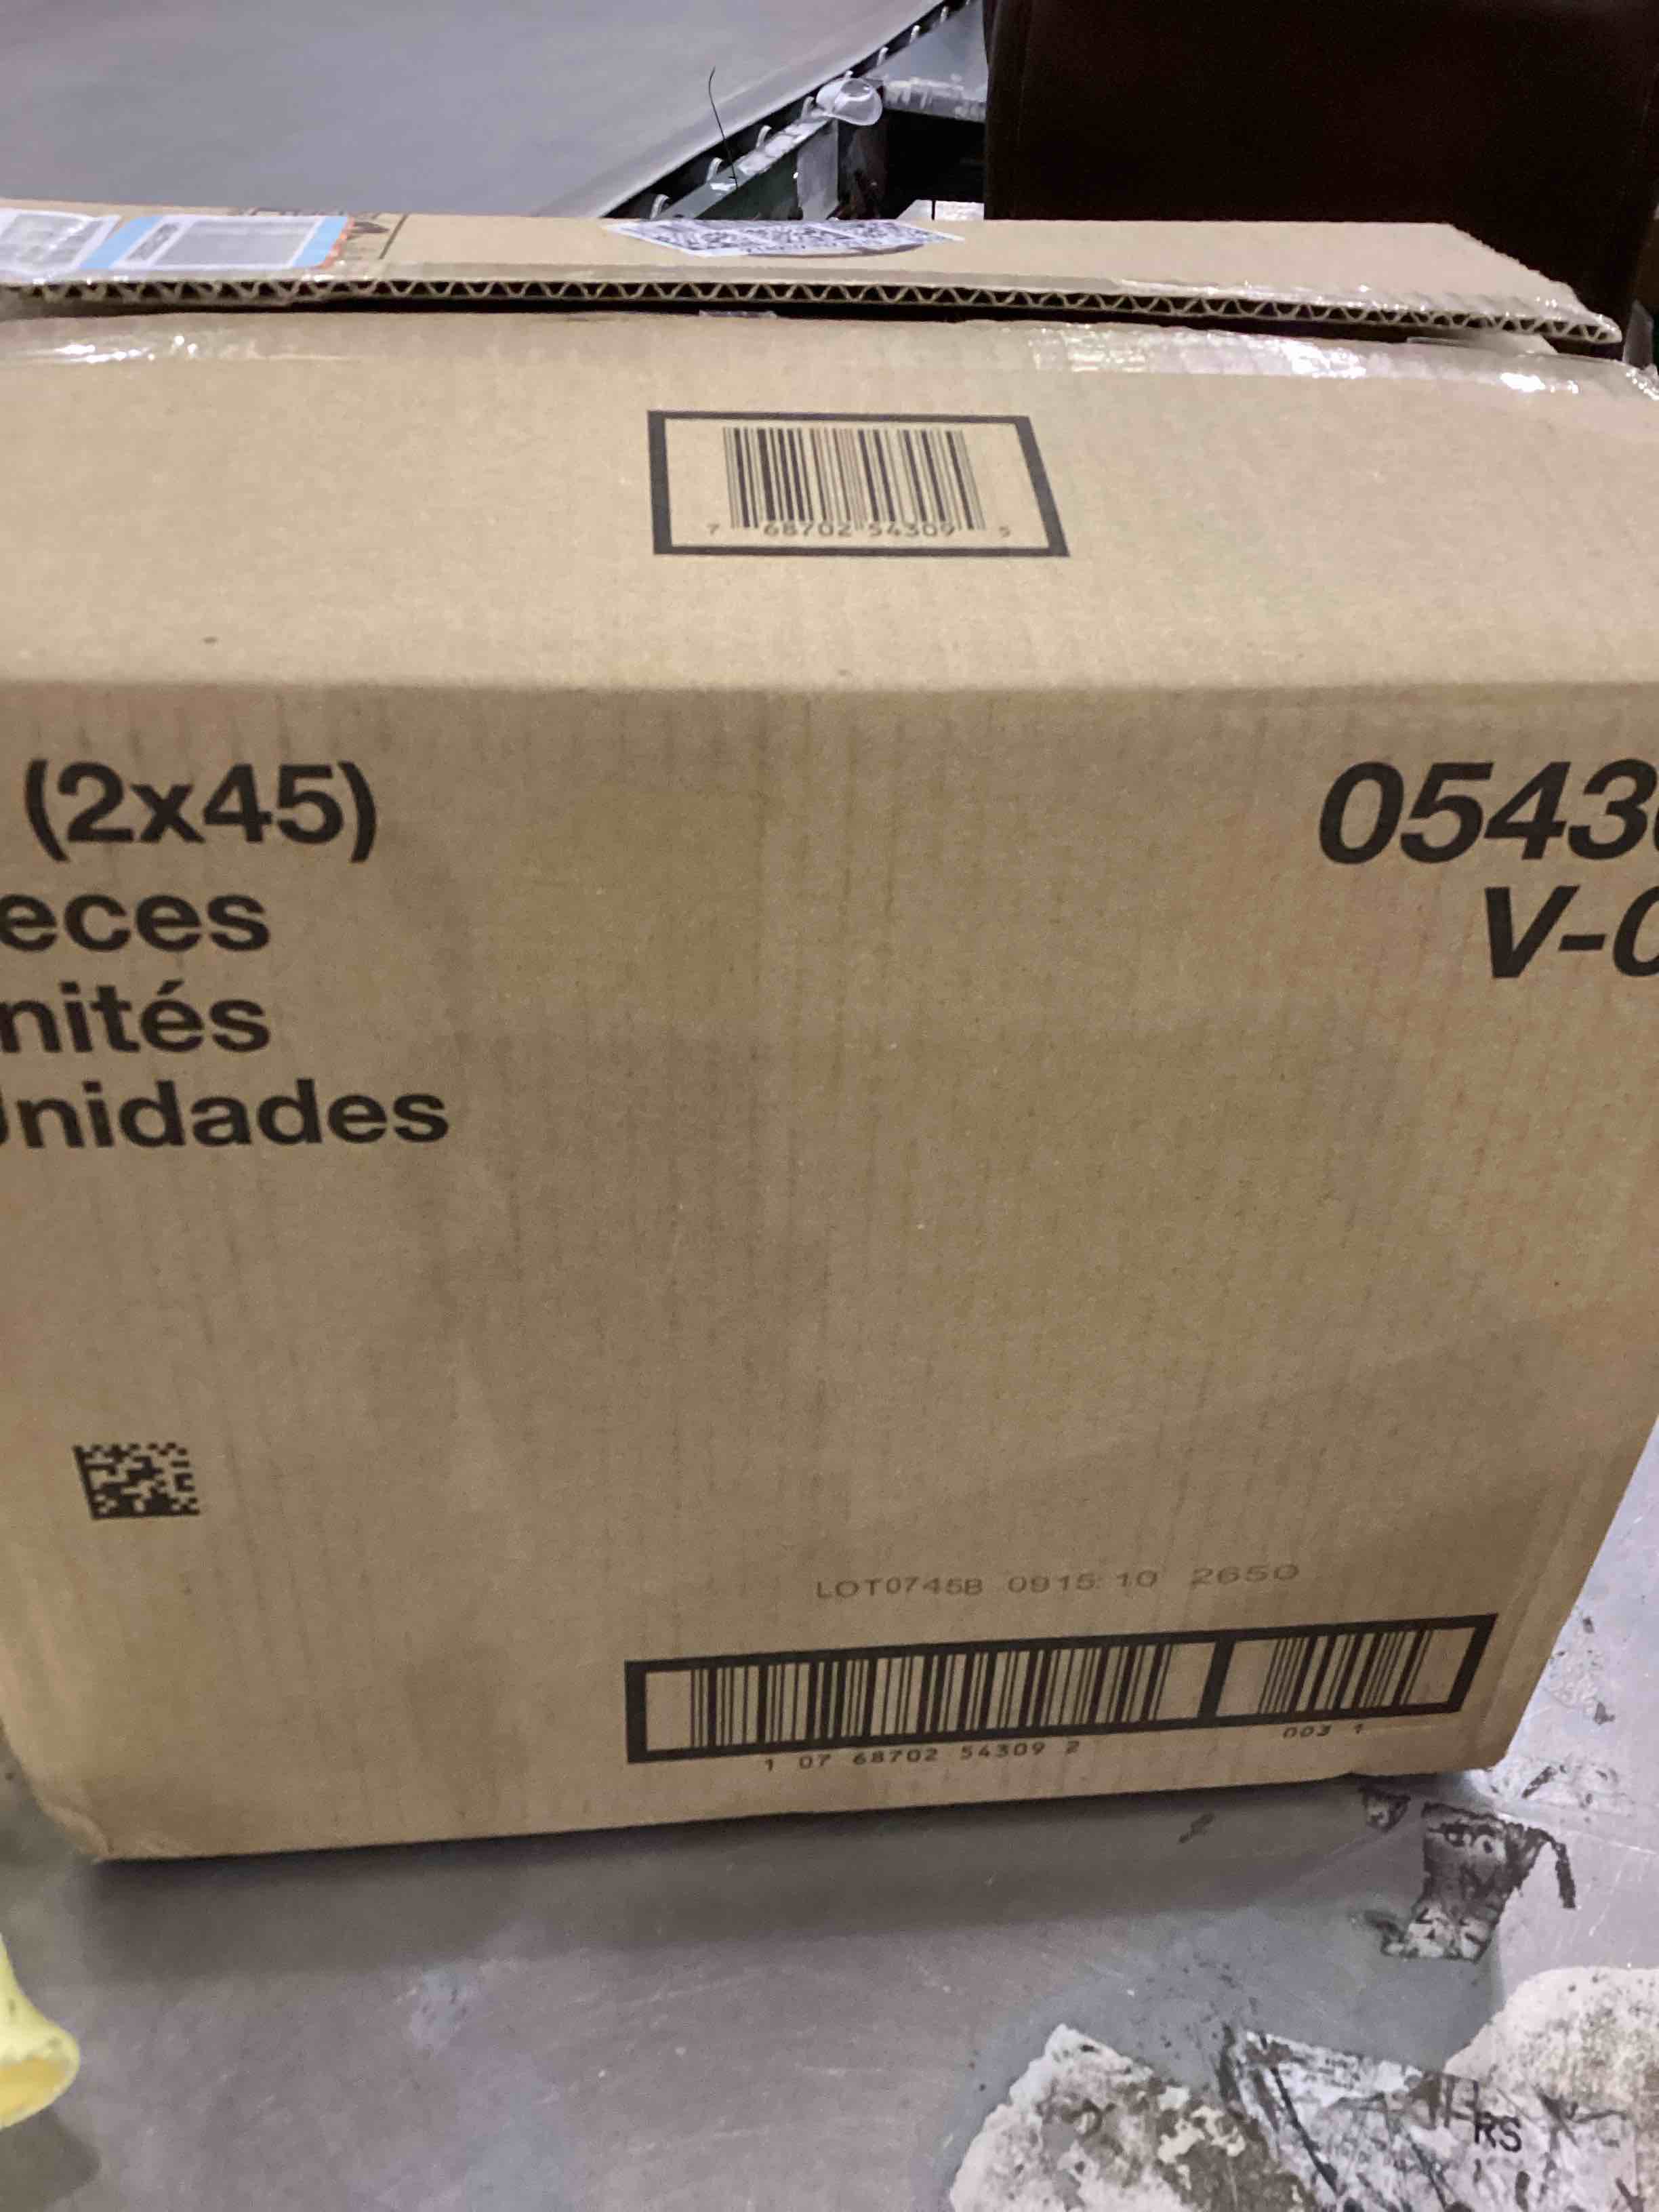 7 68702 54309 5
(2x45)
eces
nités
Unidades
0543
V-0
LOT0745B 0915:10 2650
1 07 68702 54309 2
003 1
RS